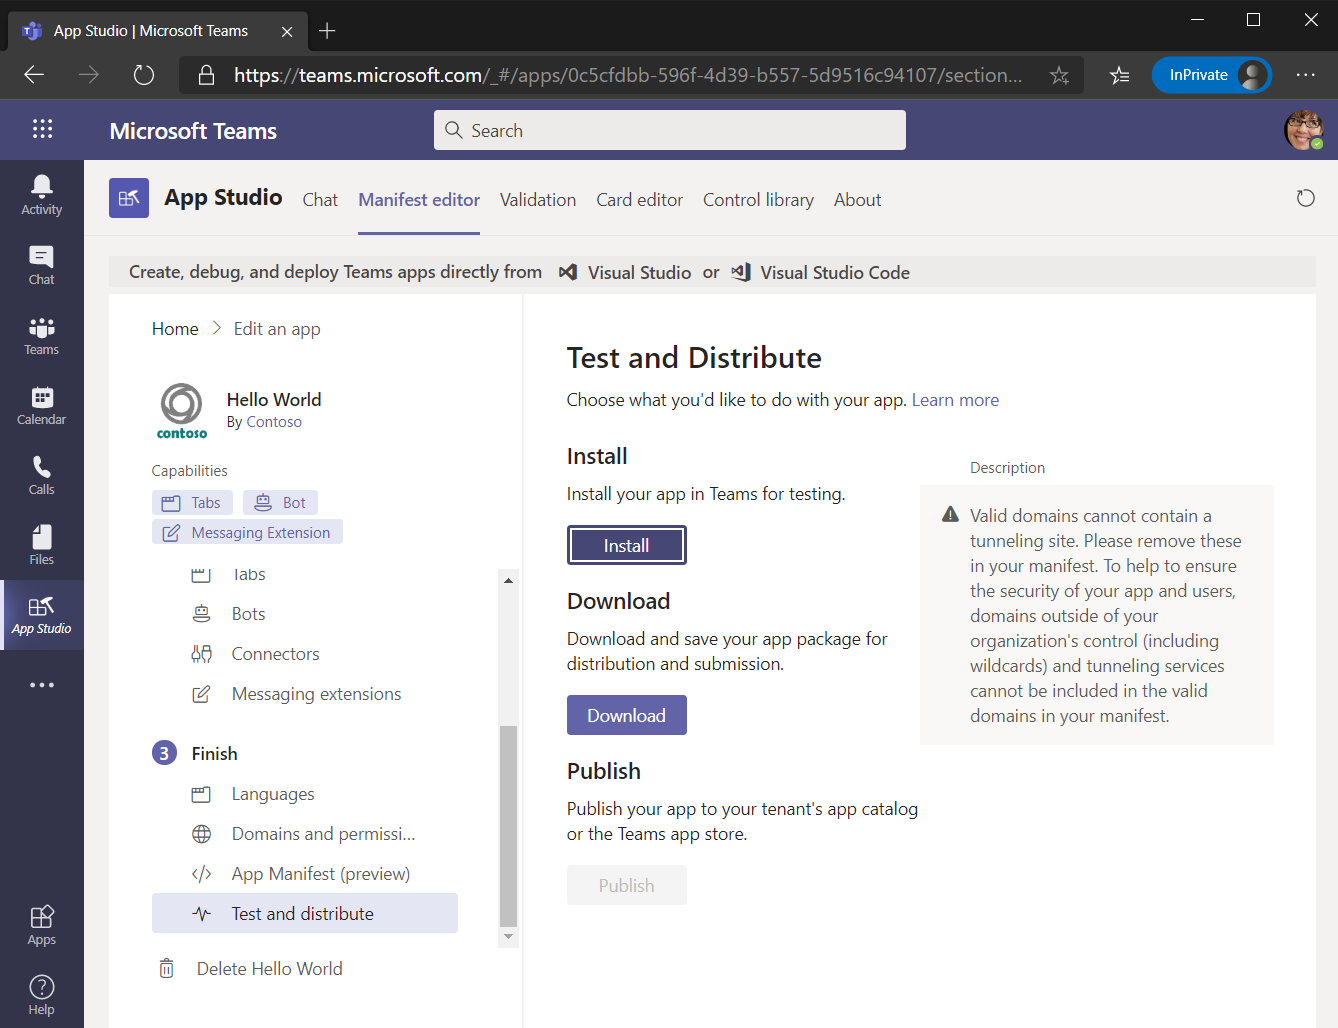 App Studio | Microsoft Teams
https://teams.microsoft.com/_#/apps/0c5cfdbb-596f-4d39-b557-5d9516c94107/section...
InPrivate
Microsoft Teams
Search
Activity
Chat
Teams
Calendar
Calls
Files
App Studio
Apps
Help
App Studio
Chat
Manifest editor
Validation
Card editor
Control library
About
Create, debug, and deploy Teams apps directly from Visual Studio or Visual Studio Code
Home > Edit an app
contoso
Hello World
By Contoso
Capabilities
Tabs
Bot
Messaging Extension
Tabs
Bots
Connectors
Messaging extensions
3 Finish
Languages
Domains and permissi...
App Manifest (preview)
Test and distribute
Delete Hello World
Test and Distribute
Choose what you'd like to do with your app. Learn more
Install
Install your app in Teams for testing.
Install
Download
Download and save your app package for
distribution and submission.
Download
Publish
Publish your app to your tenant's app catalog
or the Teams app store.
Publish
Description
Valid domains cannot contain a
tunneling site. Please remove these
in your manifest. To help to ensure
the security of your app and users,
domains outside of your
organization's control (including
wildcards) and tunneling services
cannot be included in the valid
domains in your manifest.